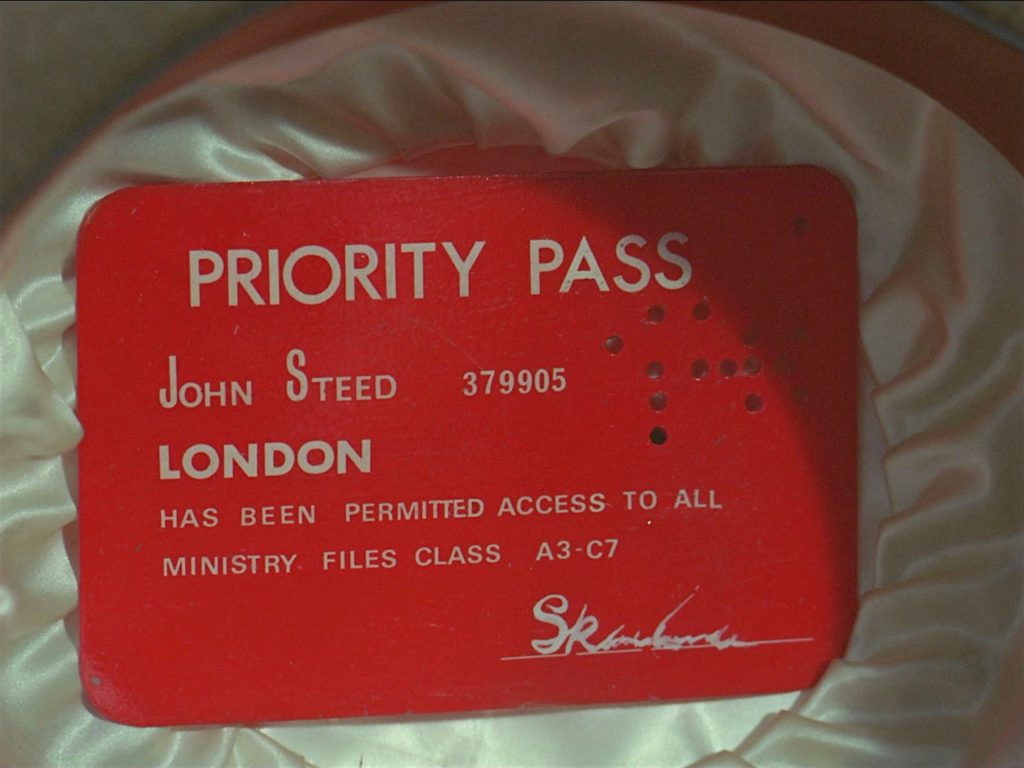 PRIORITY PASS
JOHN STEED 379905
LONDON
HAS BEEN PERMITTED ACCESS TO ALL
MINISTRY FILES CLASS A3-C7